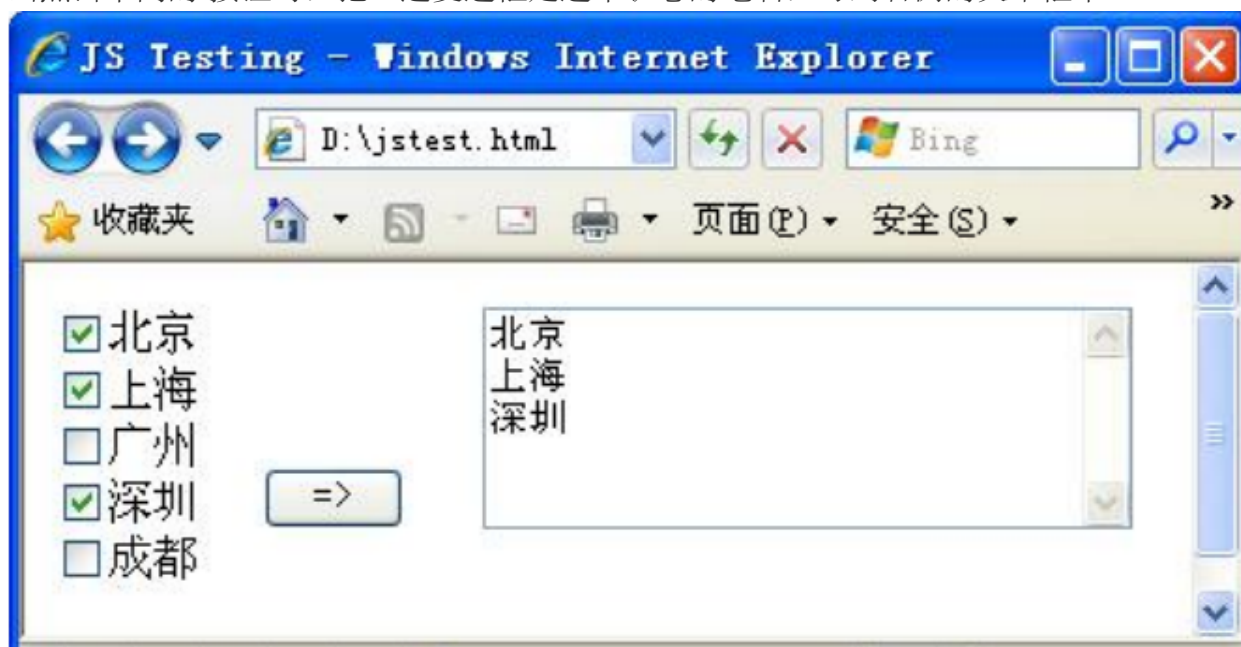 JS Testing - Windows Internet Explorer
D:\jstest.html
Bing
收藏夹
页面(P)
安全(S)
»
北京
上海
广州
深圳
成都
=>
北京
上海
深圳